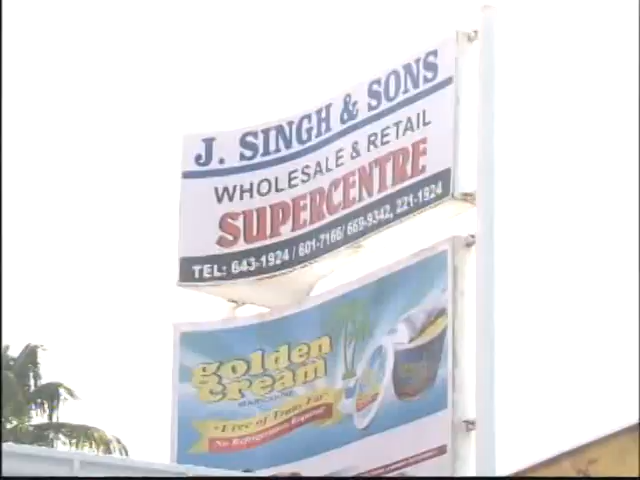 J. SINGH & SONS
WHOLESALE & RETAIL
SUPERCENTRE
TEL: 643-1924 / 601-7166/ 669-9342, 221-1924
golden
cream
MARGARINE
"Free of Trans Fat"
No Refrigeration Required